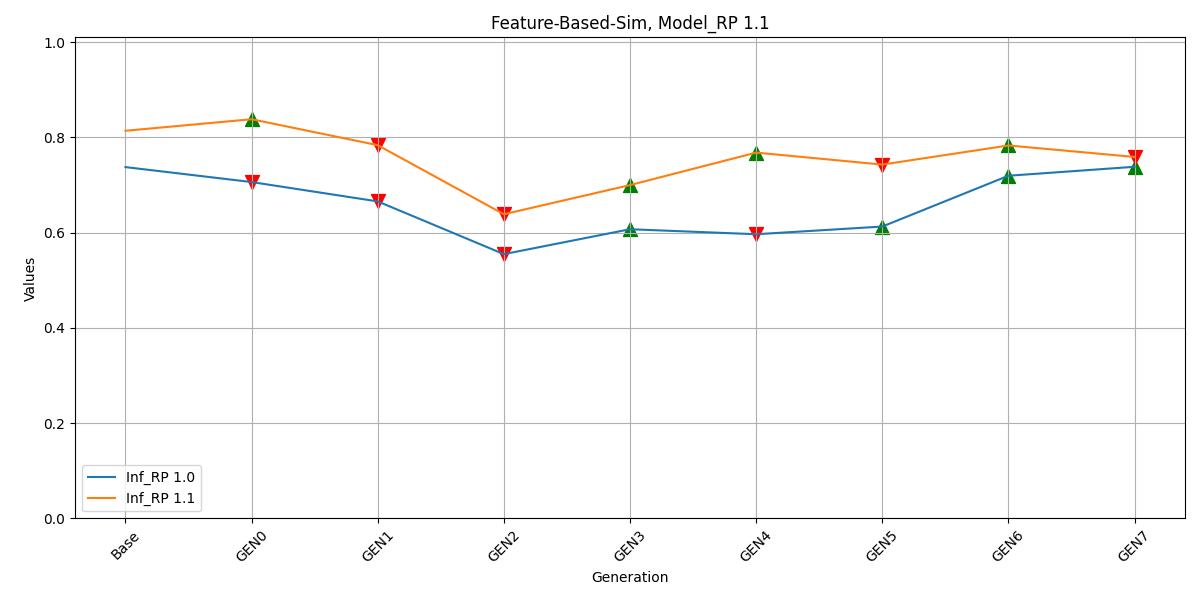 Feature-Based-Sim, Model_RP 1.1
1.0
0.8
0.6
0.4
0.2
0.0
Values
Inf_RP 1.0
Inf_RP 1.1
Base
GEN0
GEN1
GEN2
GEN3
GEN4
GEN5
GEN6
GEN7
Generation